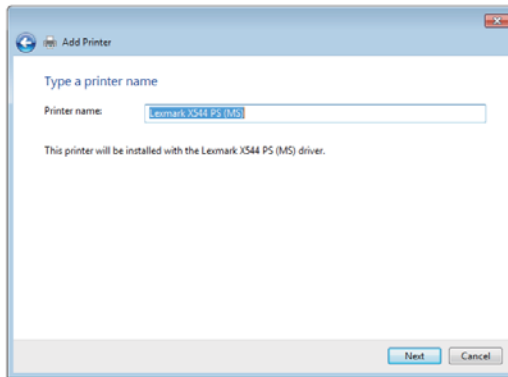 Add Printer
Type a printer name
Printer name: Lexmark X544 PS (MS)
This printer will be installed with the Lexmark X544 PS (MS) driver.
Next Cancel